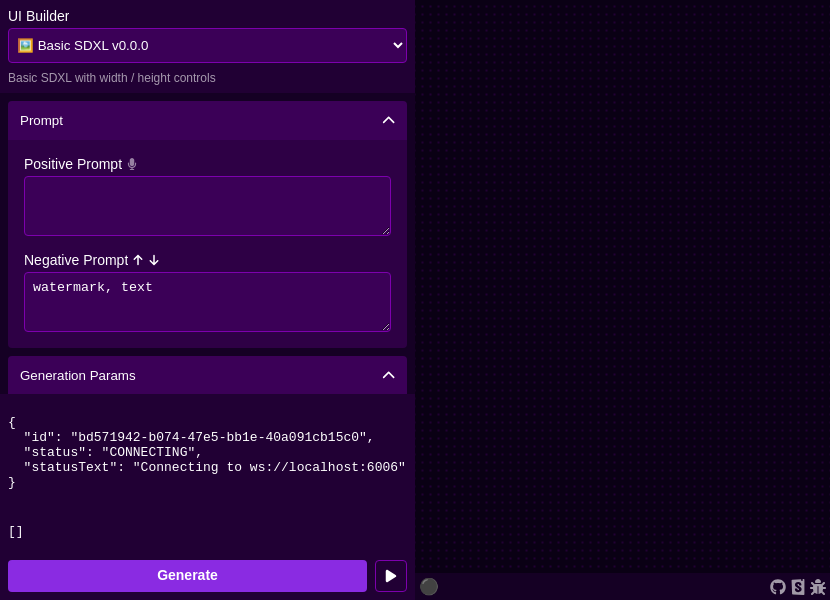 UI Builder
🖼️ Basic SDXL v0.0.0
Basic SDXL with width / height controls
Prompt
Positive Prompt
Negative Prompt ↑ ↓
watermark, text
Generation Params
{
  "id": "bd571942-b074-47e5-bb1e-40a091cb15c0",
  "status": "CONNECTING",
  "statusText": "Connecting to ws://localhost:6006"
}
[]
Generate